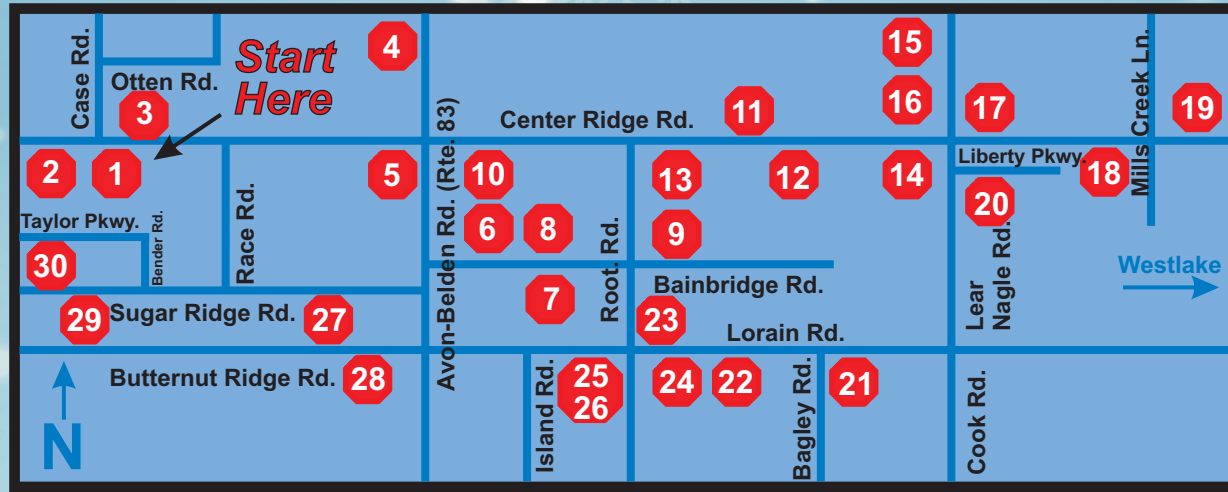 Case Rd.
Otten Rd.
Start
Here
4
15
16
3
Avon-Belden Rd. (Rte. 83)
Center Ridge Rd.
11
17
Mills Creek Ln.
19
2
1
5
10
13
12
14
Liberty Pkwy.
18
Taylor Pkwy.
Bender Rd.
Race Rd.
6
8
Root. Rd.
9
20
30
Lear
Nagle Rd.
Westlake
7
Bainbridge Rd.
29
Sugar Ridge Rd.
27
23
Lorain Rd.
Butternut Ridge Rd.
28
Island Rd.
25
26
24
22
Bagley Rd.
21
Cook Rd.
N